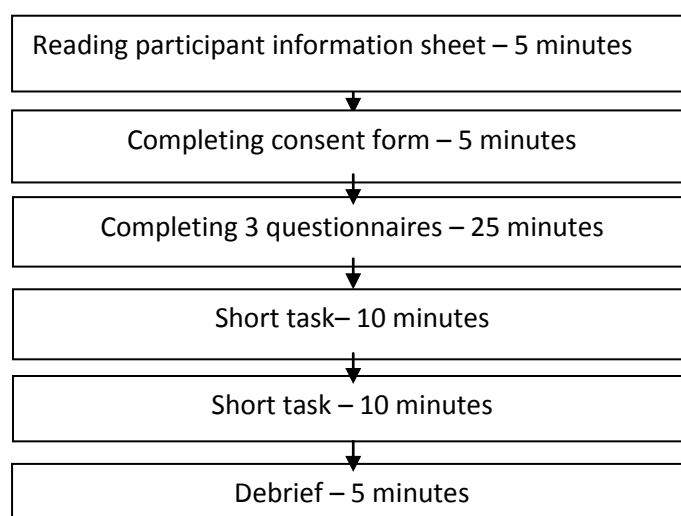 Reading participant information sheet – 5 minutes
Completing consent form – 5 minutes
Completing 3 questionnaires – 25 minutes
Short task– 10 minutes
Short task – 10 minutes
Debrief – 5 minutes